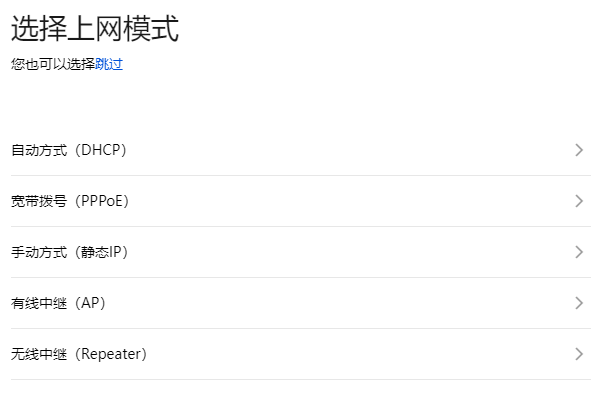 选择上网模式
您也可以选择跳过
自动方式（DHCP）
宽带拨号（PPPoE）
手动方式（静态IP）
有线中继（AP）
无线中继（Repeater）